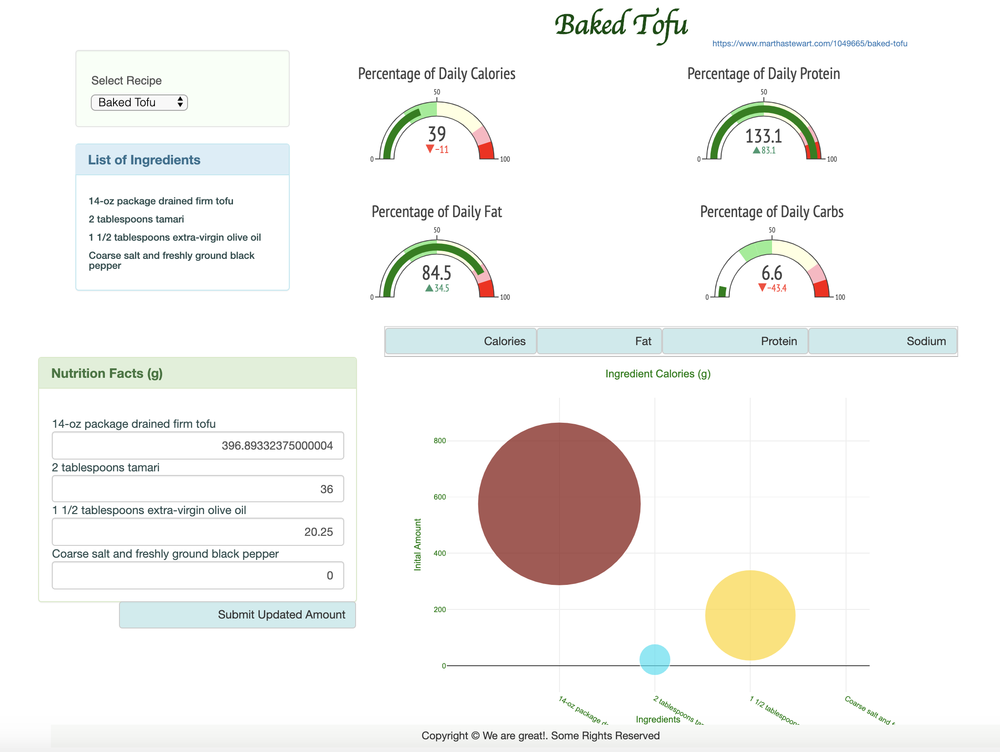 Baked Tofu
https://www.marthastewart.com/1049665/baked-tofu
Select Recipe
Baked Tofu
List of Ingredients
14-oz package drained firm tofu
2 tablespoons tamari
1 1/2 tablespoons extra-virgin olive oil
Coarse salt and freshly ground black
pepper
Percentage of Daily Calories
50
39
▼−11
0
100
Percentage of Daily Protein
50
133.1
▲83.1
0
100
Percentage of Daily Fat
50
84.5
▲34.5
0
100
Percentage of Daily Carbs
50
6.6
▼−43.4
0
100
Calories
Fat
Protein
Sodium
Nutrition Facts (g)
14-oz package drained firm tofu
396.89332375000004
2 tablespoons tamari
36
1 1/2 tablespoons extra-virgin olive oil
20.25
Coarse salt and freshly ground black pepper
0
Submit Updated Amount
Ingredient Calories (g)
Inital Amount
800
600
400
200
0
14-oz package
2 tablespoons
1 1/2 tablespoons
Coarse salt and
Ingredients
Copyright © We are great!. Some Rights Reserved